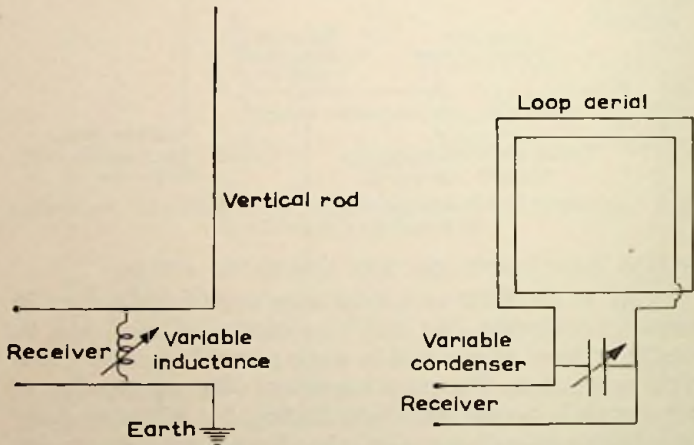 Vertical rod
Receiver
Variable
inductance
Earth
Loop aerial
Variable
condenser
Receiver